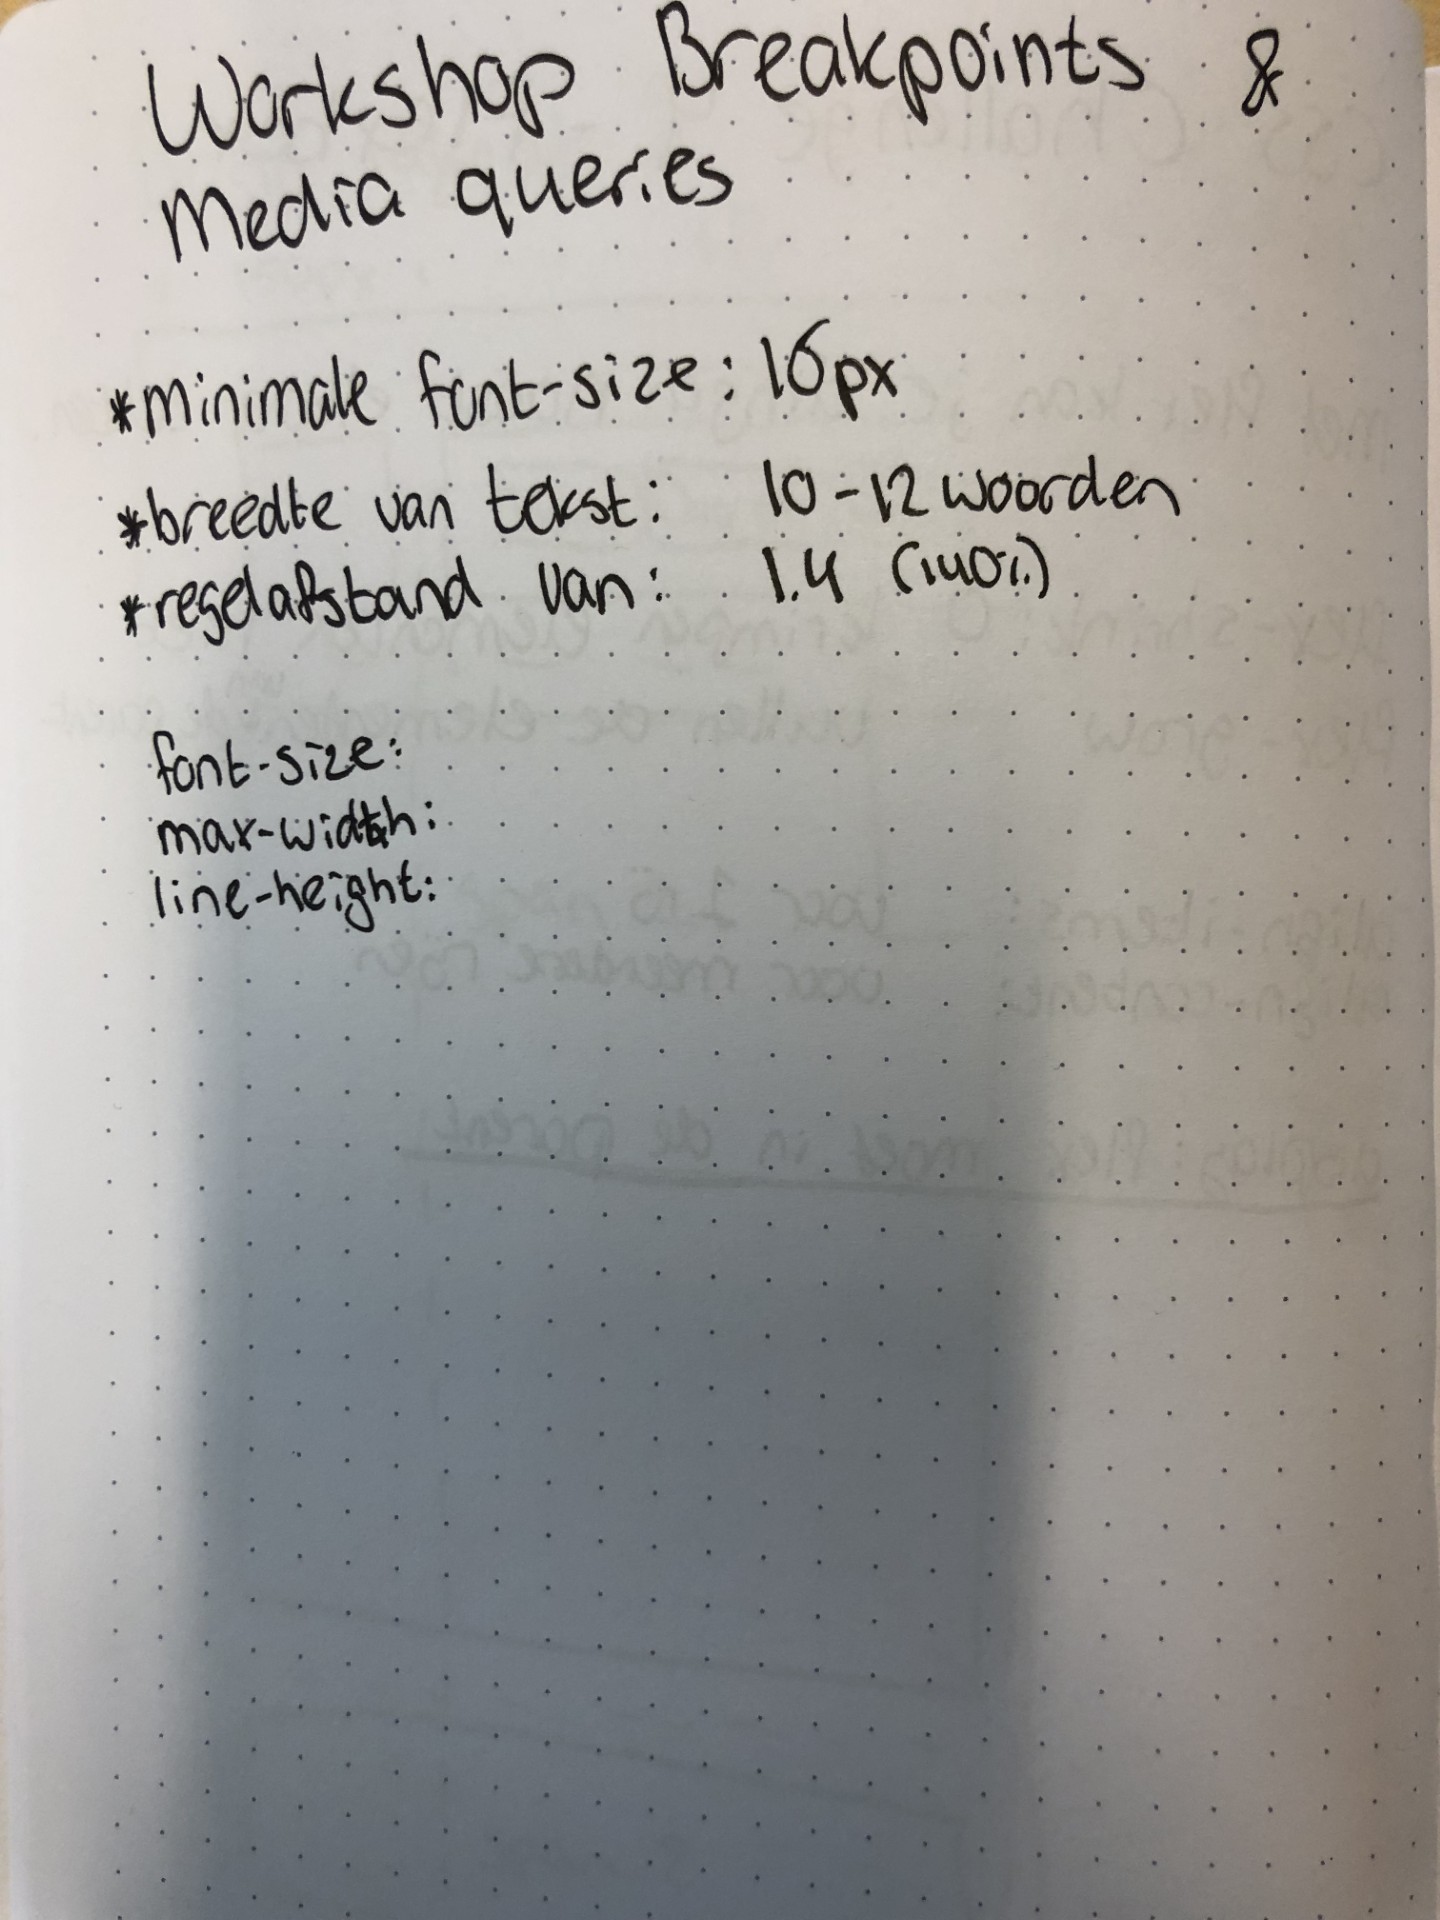 Workshop Breakpoints &
Media queries
*minimale font-size: 16px
*breedte van tekst: 10-12 woorden
*regelafstand van: 1.4 (140%)
font-size:
max-width:
line-height: